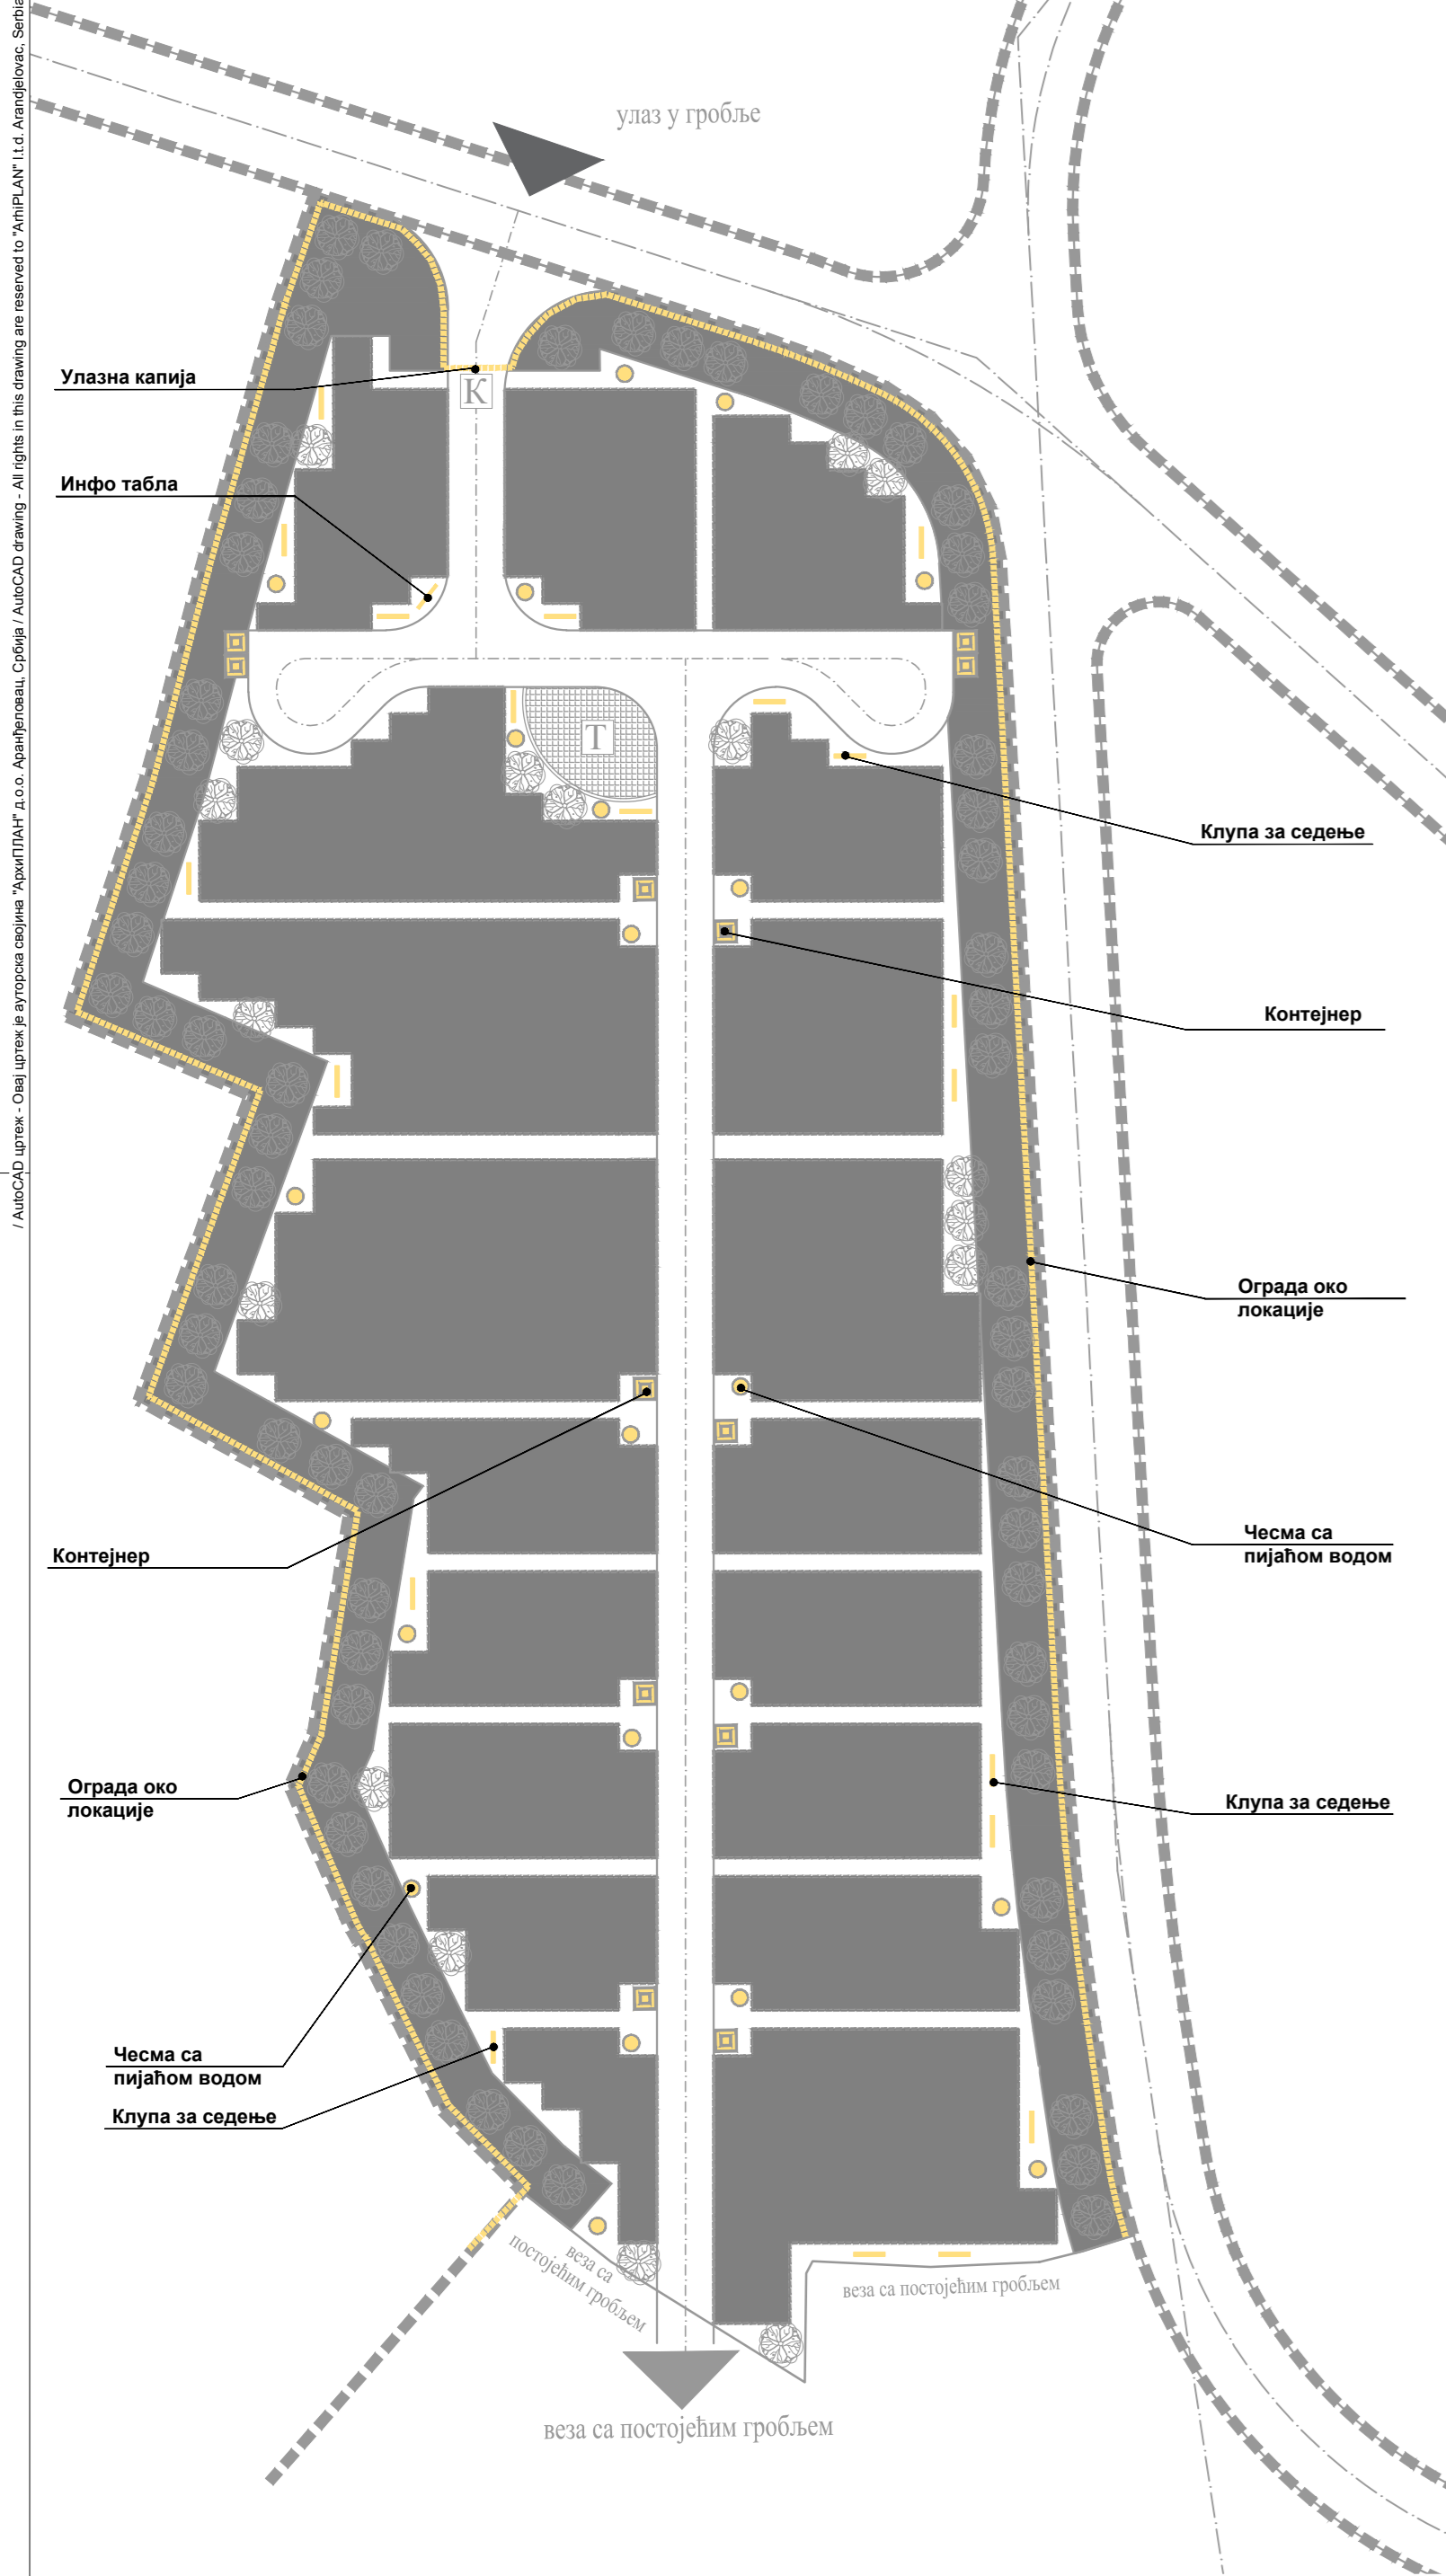 / AutoCAD цртеж - Овај цртеж је ауторска својина "АрхиПЛАН" д.о.о. Аранђеловац, Србија / AutoCAD drawing - All rights in this drawing are reserved to "ArhiPLAN" l.t.d. Arandjelovac, Serbia
улаз у гробље
Улазна капија
К
Инфо табла
Т
Клупа за седење
Контејнер
Ограда око
локације
Контејнер
Чесма са
пијаћом водом
Ограда око
локације
Клупа за седење
Чесма са
пијаћом водом
Клупа за седење
веза са
постојећим гробљем
веза са постојећим гробљем
веза са постојећим гробљем